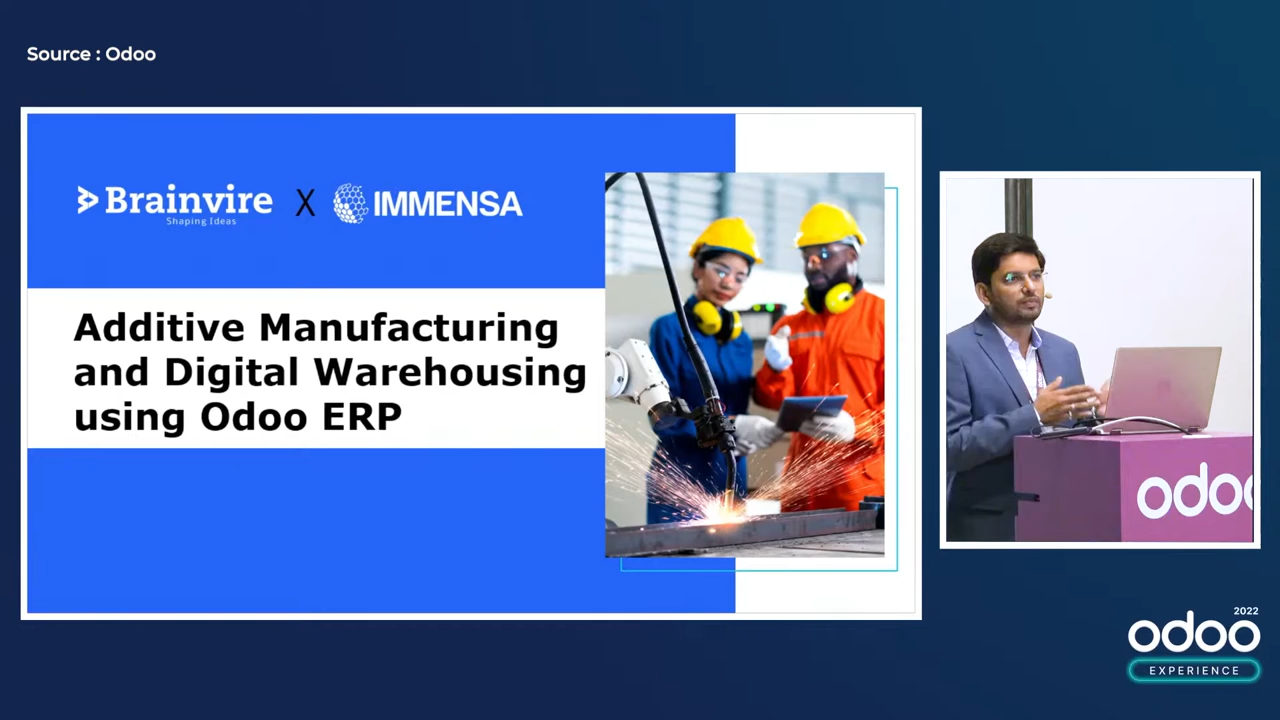 Source : Odoo
Brainvire X IMMENSA
Shaping Ideas
Additive Manufacturing
and Digital Warehousing
using Odoo ERP
odoo
2022
odoo
EXPERIENCE